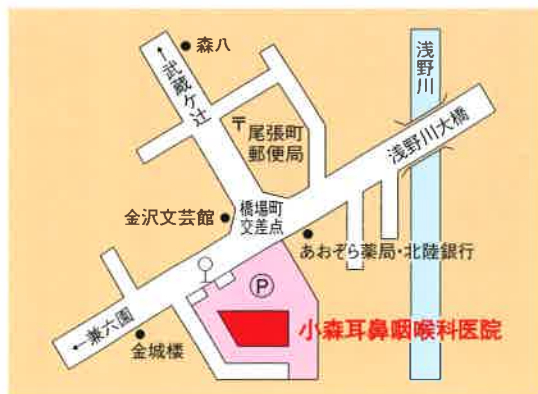 森八
←武蔵ケ辻
浅野川
〒尾張町
郵便局
浅野川大橋
橋場町
交差点
金沢文芸館
あおぞら薬局・北陸銀行
P
小森耳鼻咽喉科医院
←兼六園
金城楼